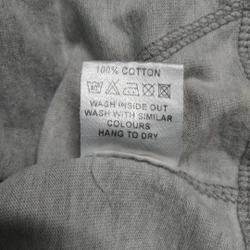 100% COTTON
WASH INSIDE OUT
WASH WITH SIMILAR
COLOURS
HANG TO DRY